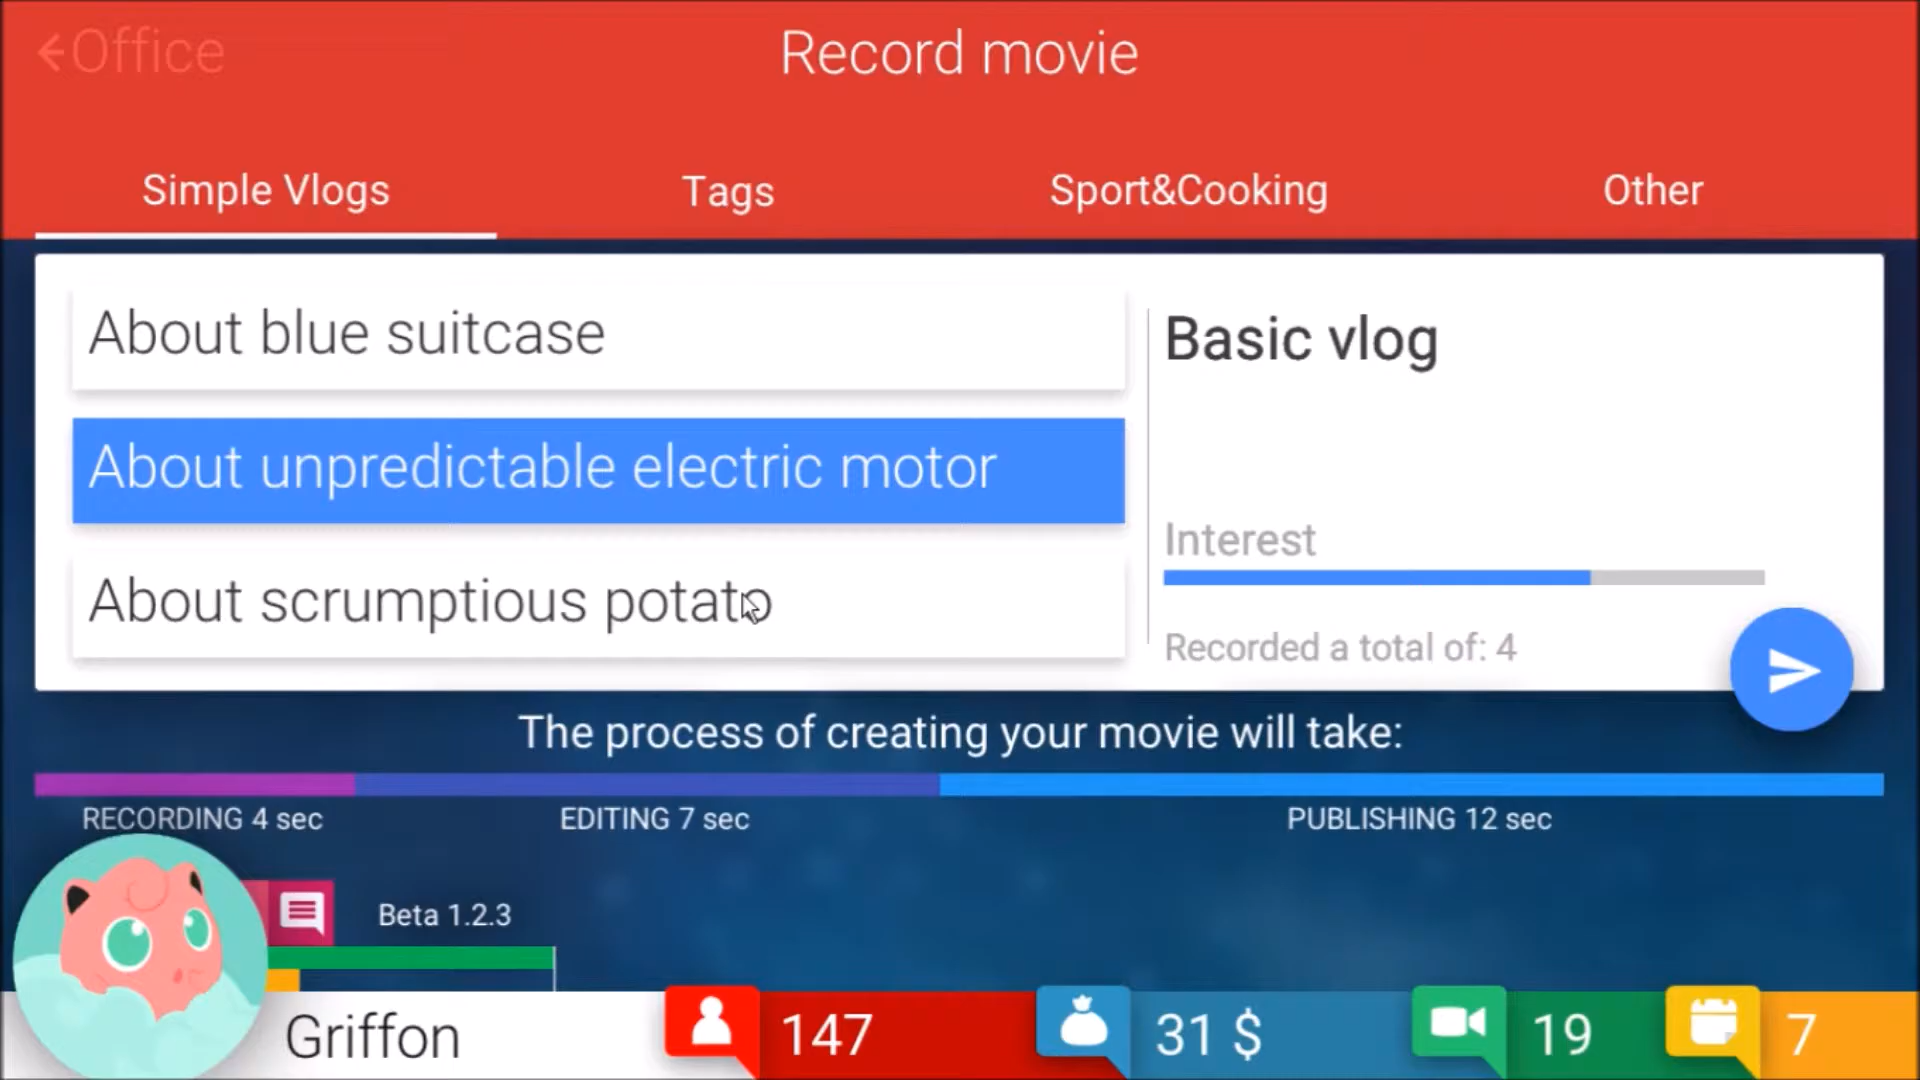 Office
Record movie
Simple Vlogs
Tags
Sport&Cooking
Other
About blue suitcase
About unpredictable electric motor
About scrumptious potato
Basic vlog
Interest
Recorded a total of: 4
The process of creating your movie will take:
RECORDING 4 sec
EDITING 7 sec
PUBLISHING 12 sec
Beta 1.2.3
Griffon
147
31 $
19
7